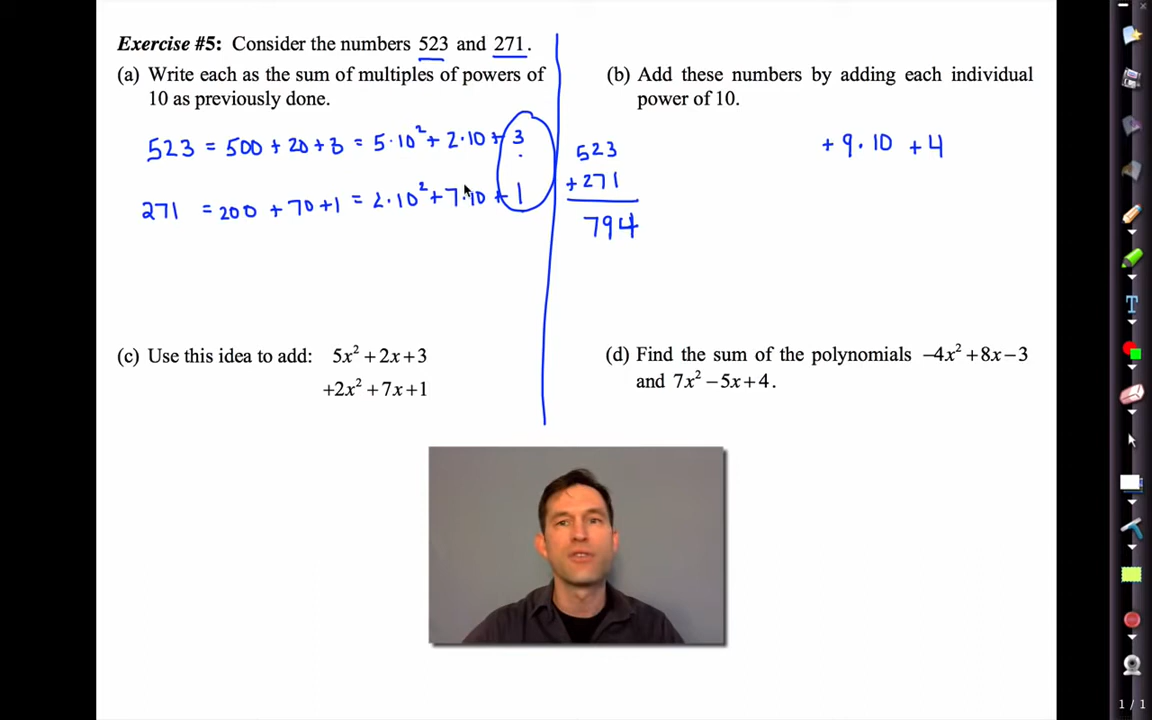 Exercise #5: Consider the numbers 523 and 271.
(a) Write each as the sum of multiples of powers of
10 as previously done.
523 = 500 + 20 + 3 = 5·10² + 2·10 + 3
271 = 200 + 70 + 1 = 2·10² + 7·10 + 1
(b) Add these numbers by adding each individual
power of 10.
523
+271
794
+ 9·10 + 4
(c) Use this idea to add: 5x² + 2x + 3
+2x² + 7x + 1
(d) Find the sum of the polynomials −4x² + 8x − 3
and 7x² − 5x + 4.
T
1 / 1